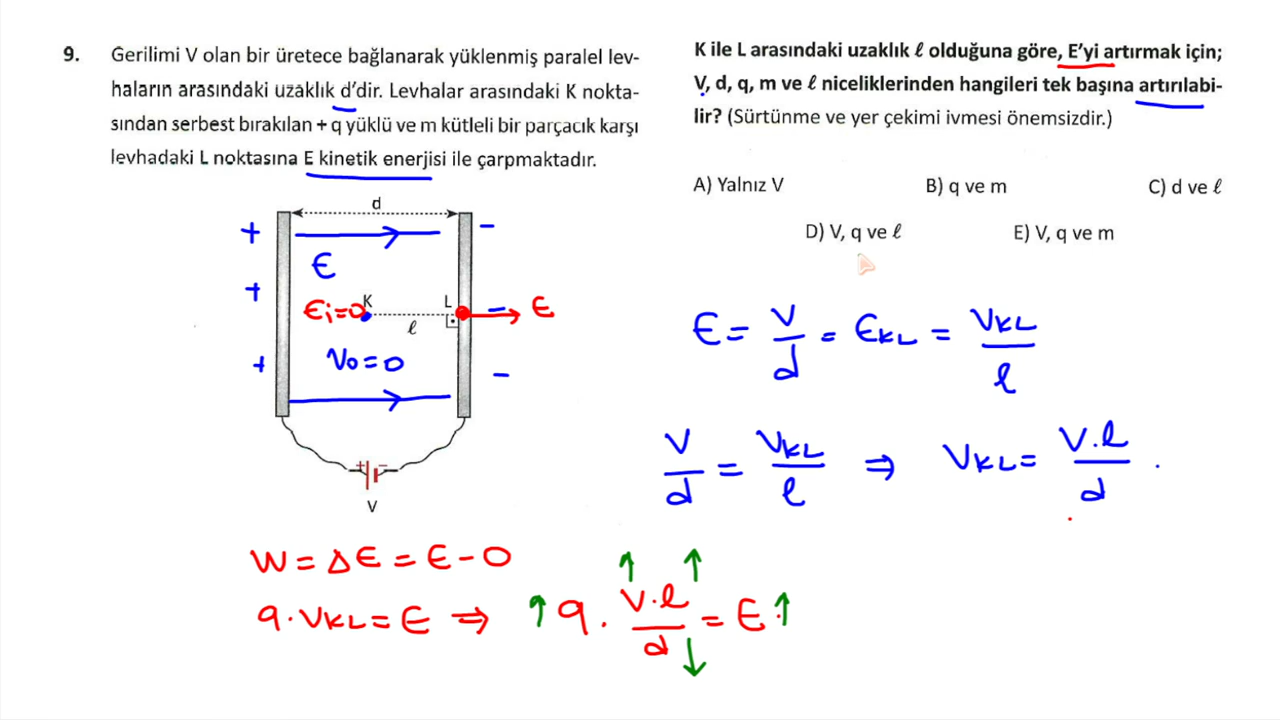 9. Gerilimi V olan bir üretece bağlanarak yüklenmiş paralel lev-
haların arasındaki uzaklık d'dir. Levhalar arasındaki K nokta-
sından serbest bırakılan + q yüklü ve m kütleli bir parçacık karşı
levhadaki L noktasına E kinetik enerjisi ile çarpmaktadır.
d
+ -
E
+
Ei=0 K L - E
ℓ
V0=0
+ -
+ -
V
W = ΔE = E - 0
q . VKL = E ⇒ ↑ q . V↑ . ℓ↑ / d↓ = E ↑
K ile L arasındaki uzaklık ℓ olduğuna göre, E'yi artırmak için;
V, d, q, m ve ℓ niceliklerinden hangileri tek başına artırılabi-
lir? (Sürtünme ve yer çekimi ivmesi önemsizdir.)
A) Yalnız V B) q ve m C) d ve ℓ
D) V, q ve ℓ E) V, q ve m
E = V / d = EKL = VKL / ℓ
V / d = VKL / ℓ ⇒ VKL = V . ℓ / d .